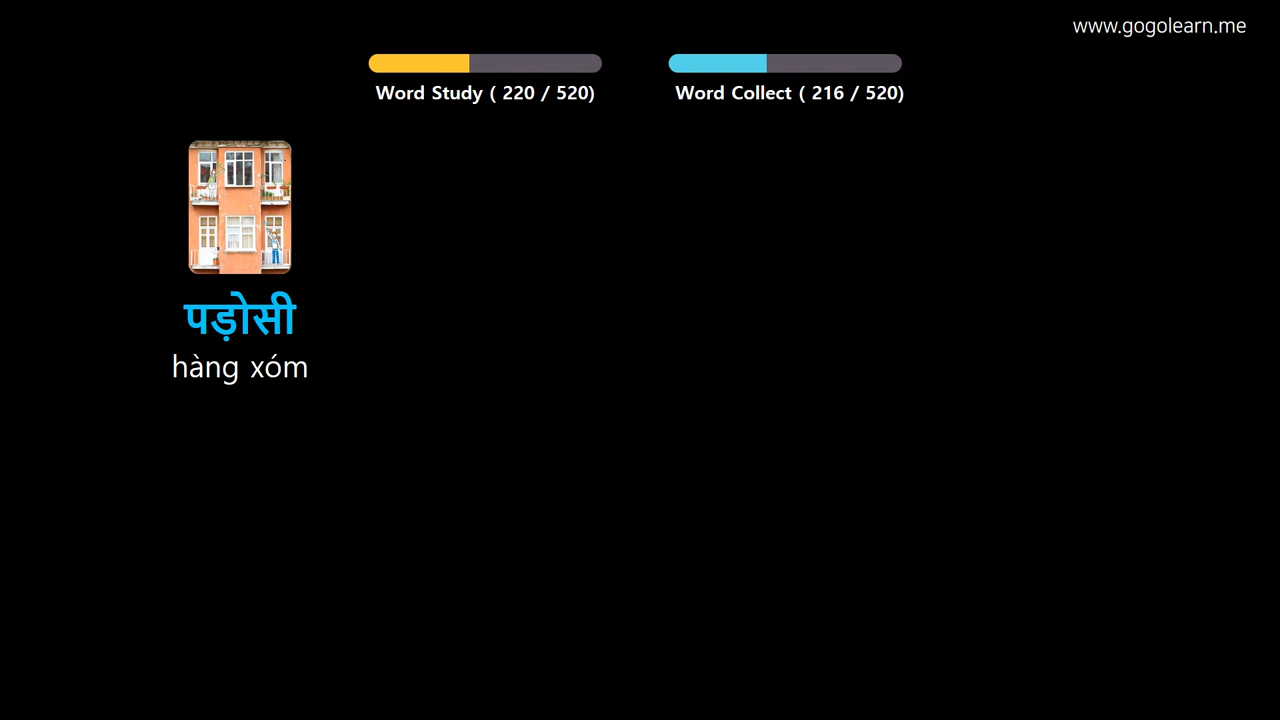 www.gogolearn.me
Word Study ( 220 / 520)
Word Collect ( 216 / 520)
पड़ोसी
hàng xóm